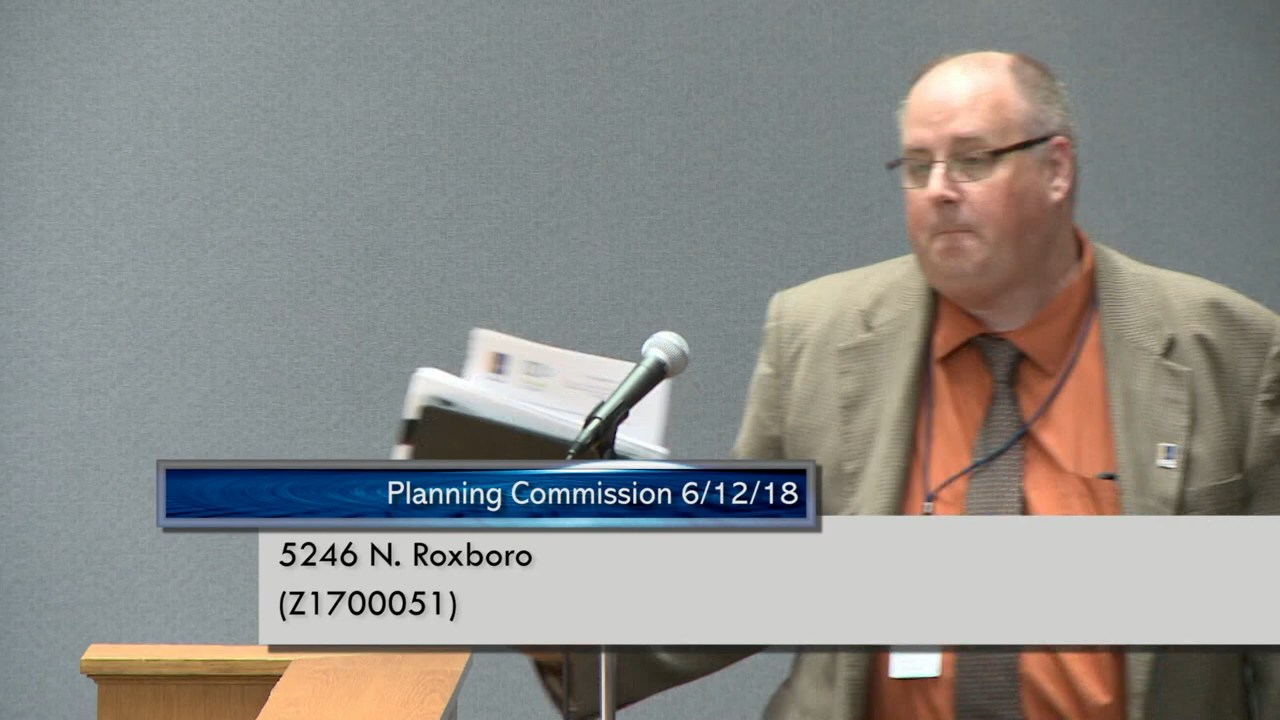 Planning Commission 6/12/18
5246 N. Roxboro
(Z1700051)